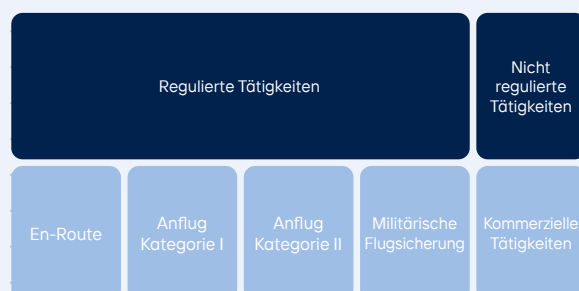 Regulierte Tätigkeiten
Nicht
regulierte
Tätigkeiten
En-Route
Anflug
Kategorie I
Anflug
Kategorie II
Militärische
Flugsicherung
Kommerzielle
Tätigkeiten